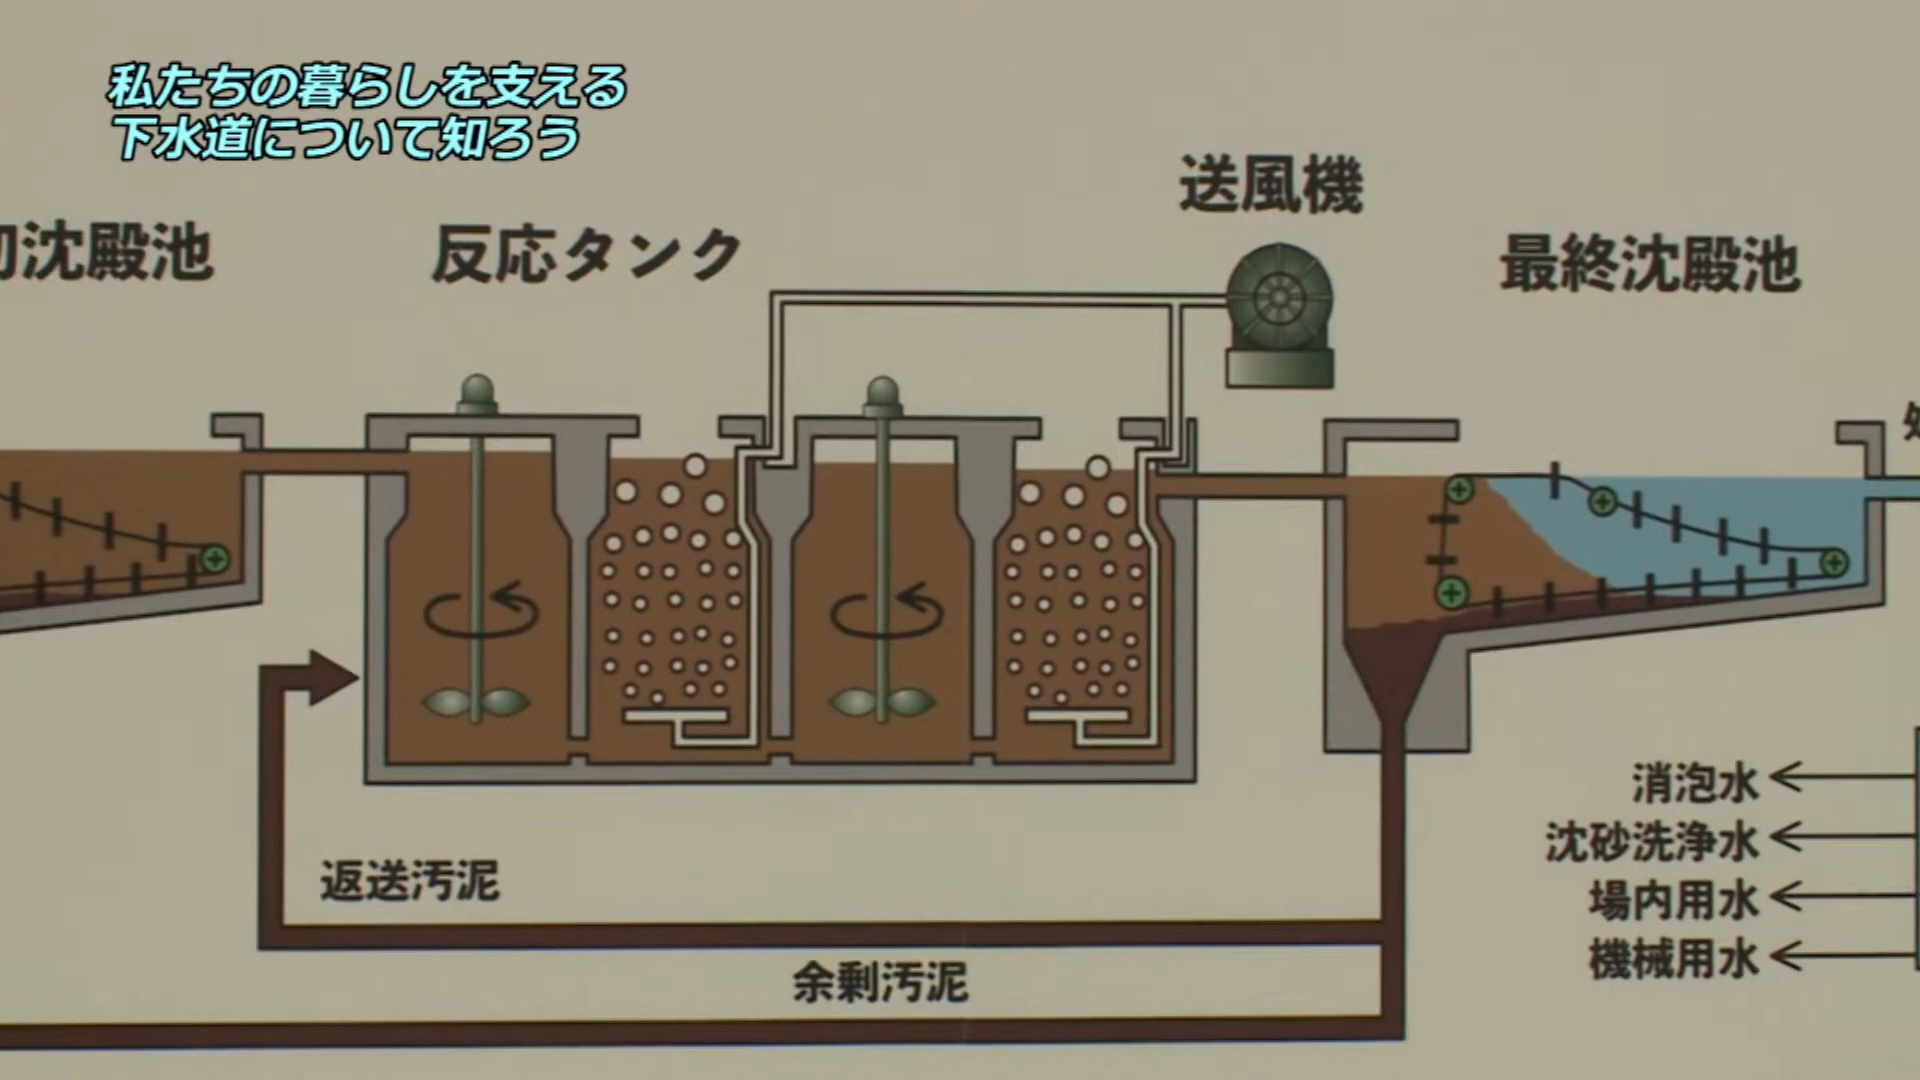 私たちの暮らしを支える
下水道について知ろう
送風機
沈殿池
反応タンク
最終沈殿池
消泡水
沈砂洗浄水
場内用水
機械用水
返送汚泥
余剰汚泥